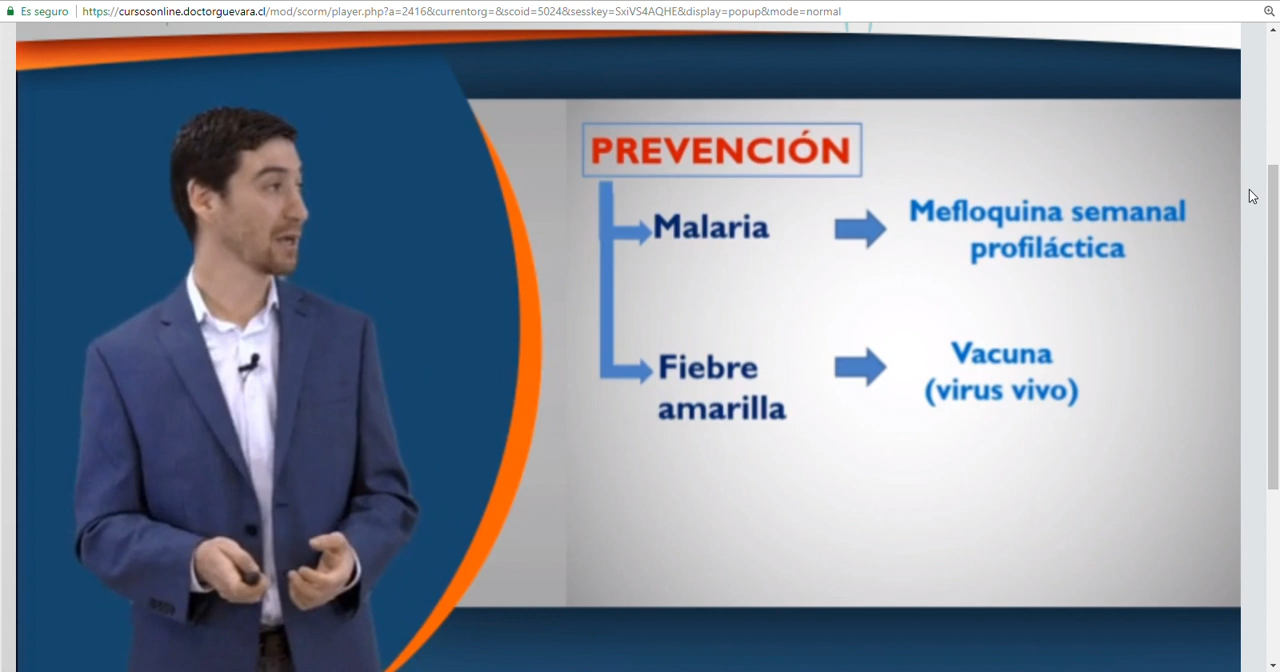 Es seguro
https://cursosonline.doctorguevara.cl/mod/scorm/player.php?a=2416&currentorg=&scoid=5024&sesskey=SxiVS4AQHE&display=popup&mode=normal
PREVENCIÓN
Malaria
Mefloquina semanal
profiláctica
Fiebre
amarilla
Vacuna
(virus vivo)